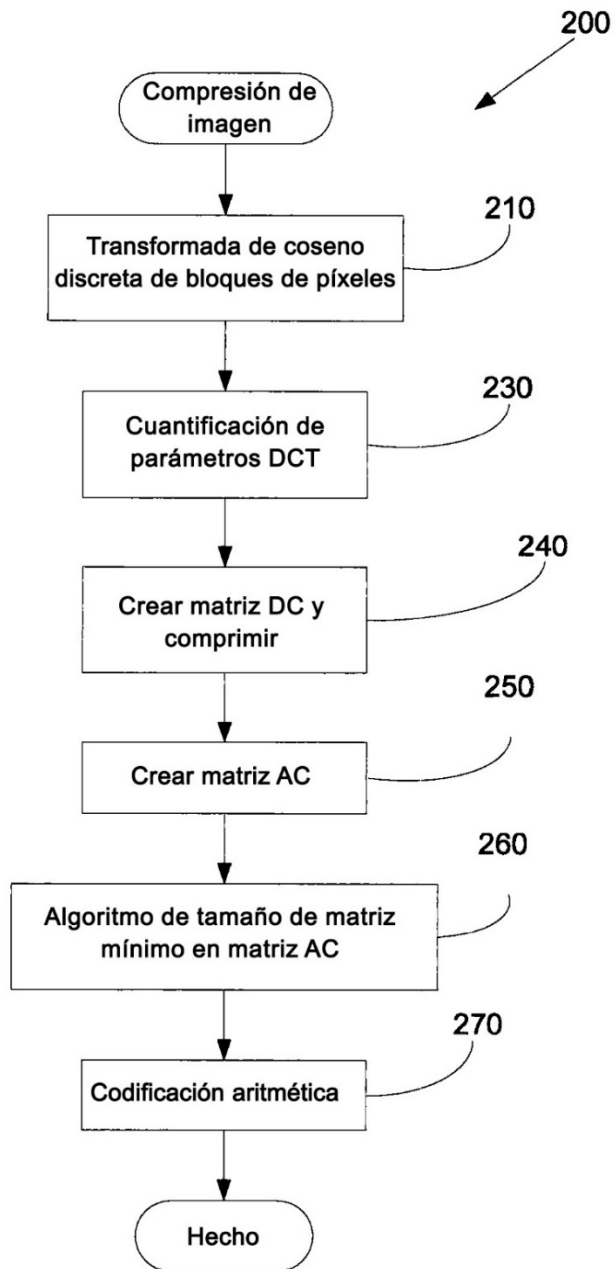 200
Compresión de
imagen
210
Transformada de coseno
discreta de bloques de píxeles
230
Cuantificación de
parámetros DCT
240
Crear matriz DC y
comprimir
250
Crear matriz AC
260
Algoritmo de tamaño de matriz
mínimo en matriz AC
270
Codificación aritmética
Hecho